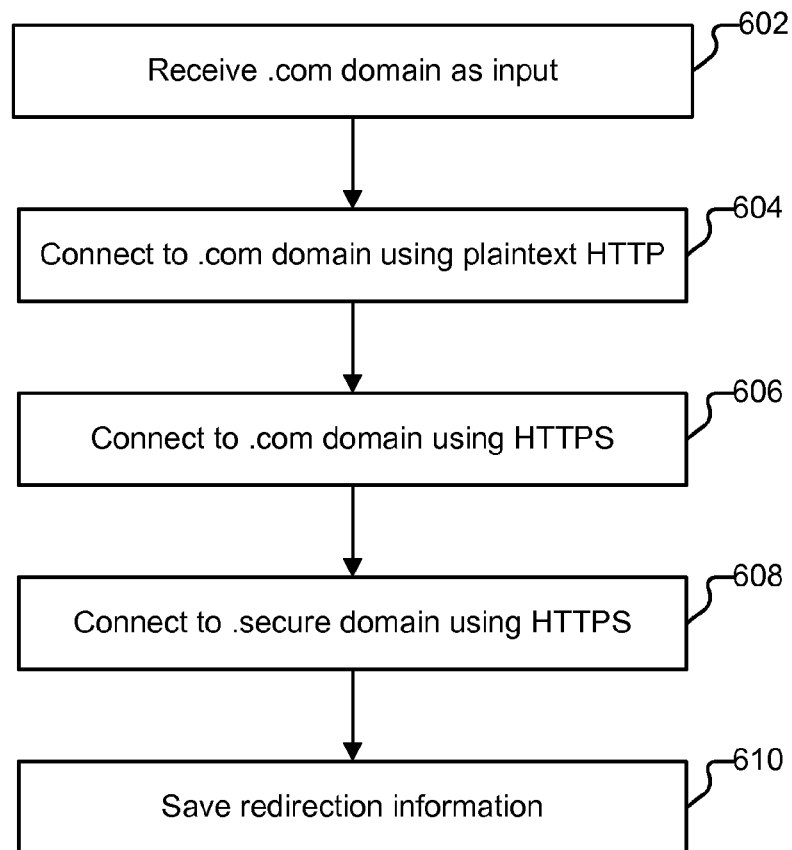 602
Receive .com domain as input
604
Connect to .com domain using plaintext HTTP
606
Connect to .com domain using HTTPS
608
Connect to .secure domain using HTTPS
610
Save redirection information